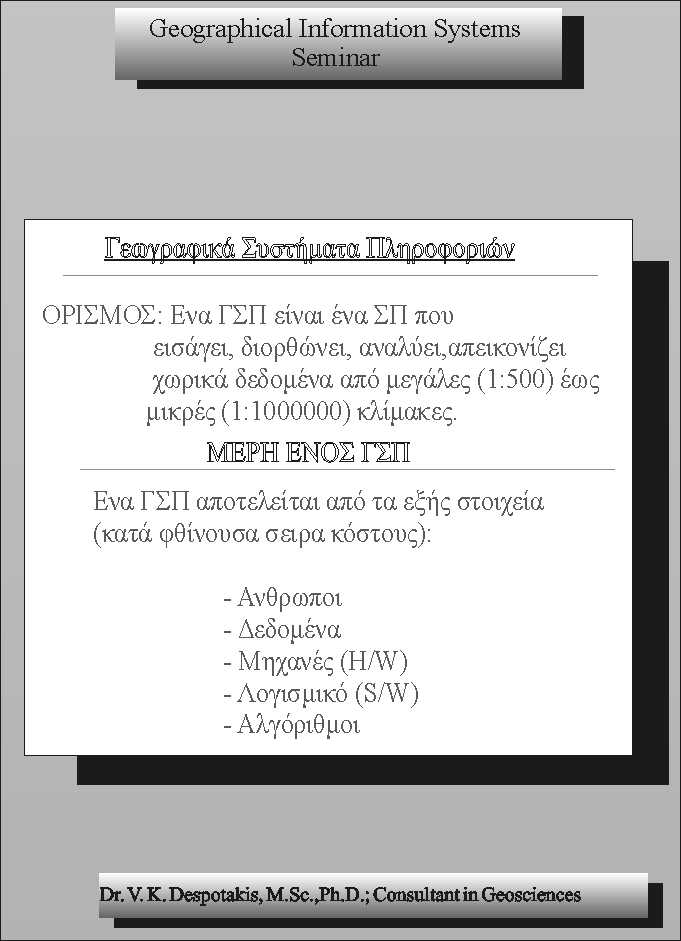 Geographical Information Systems
Seminar
Γεωγραφικά Συστήματα Πληροφοριών
ΟΡΙΣΜΟΣ: Ενα ΓΣΠ είναι ένα ΣΠ που
εισάγει, διορθώνει, αναλύει,απεικονίζει
χωρικά δεδομένα από μεγάλες (1:500) έως
μικρές (1:1000000) κλίμακες.
ΜΕΡΗ ΕΝΟΣ ΓΣΠ
Ενα ΓΣΠ αποτελείται από τα εξής στοιχεία
(κατά φθίνουσα σειρα κόστους):
- Ανθρωποι
- Δεδομένα
- Μηχανές (H/W)
- Λογισμικό (S/W)
- Αλγόριθμοι
Dr. V. K. Despotakis, M.Sc.,Ph.D.; Consultant in Geosciences